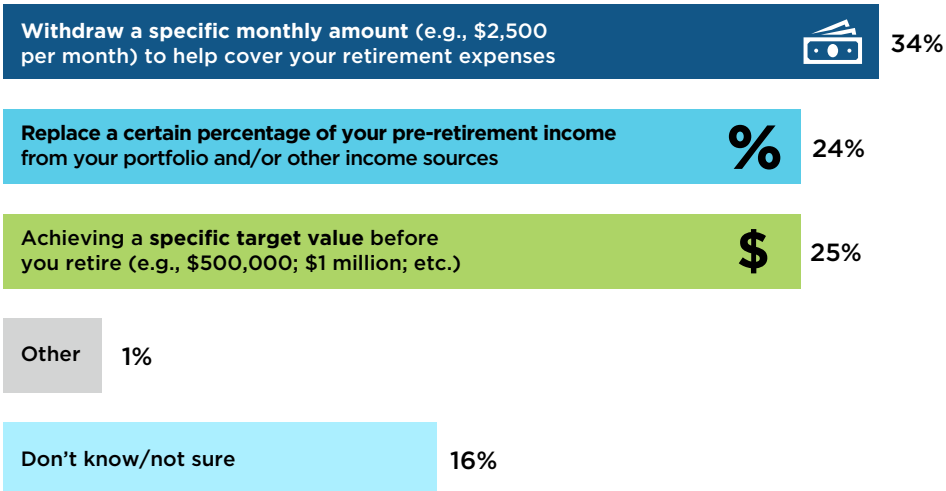 Withdraw a specific monthly amount (e.g., $2,500
per month) to help cover your retirement expenses
34%
Replace a certain percentage of your pre-retirement income
from your portfolio and/or other income sources
%
24%
Achieving a specific target value before
you retire (e.g., $500,000; $1 million; etc.)
$
25%
Other
1%
Don’t know/not sure
16%